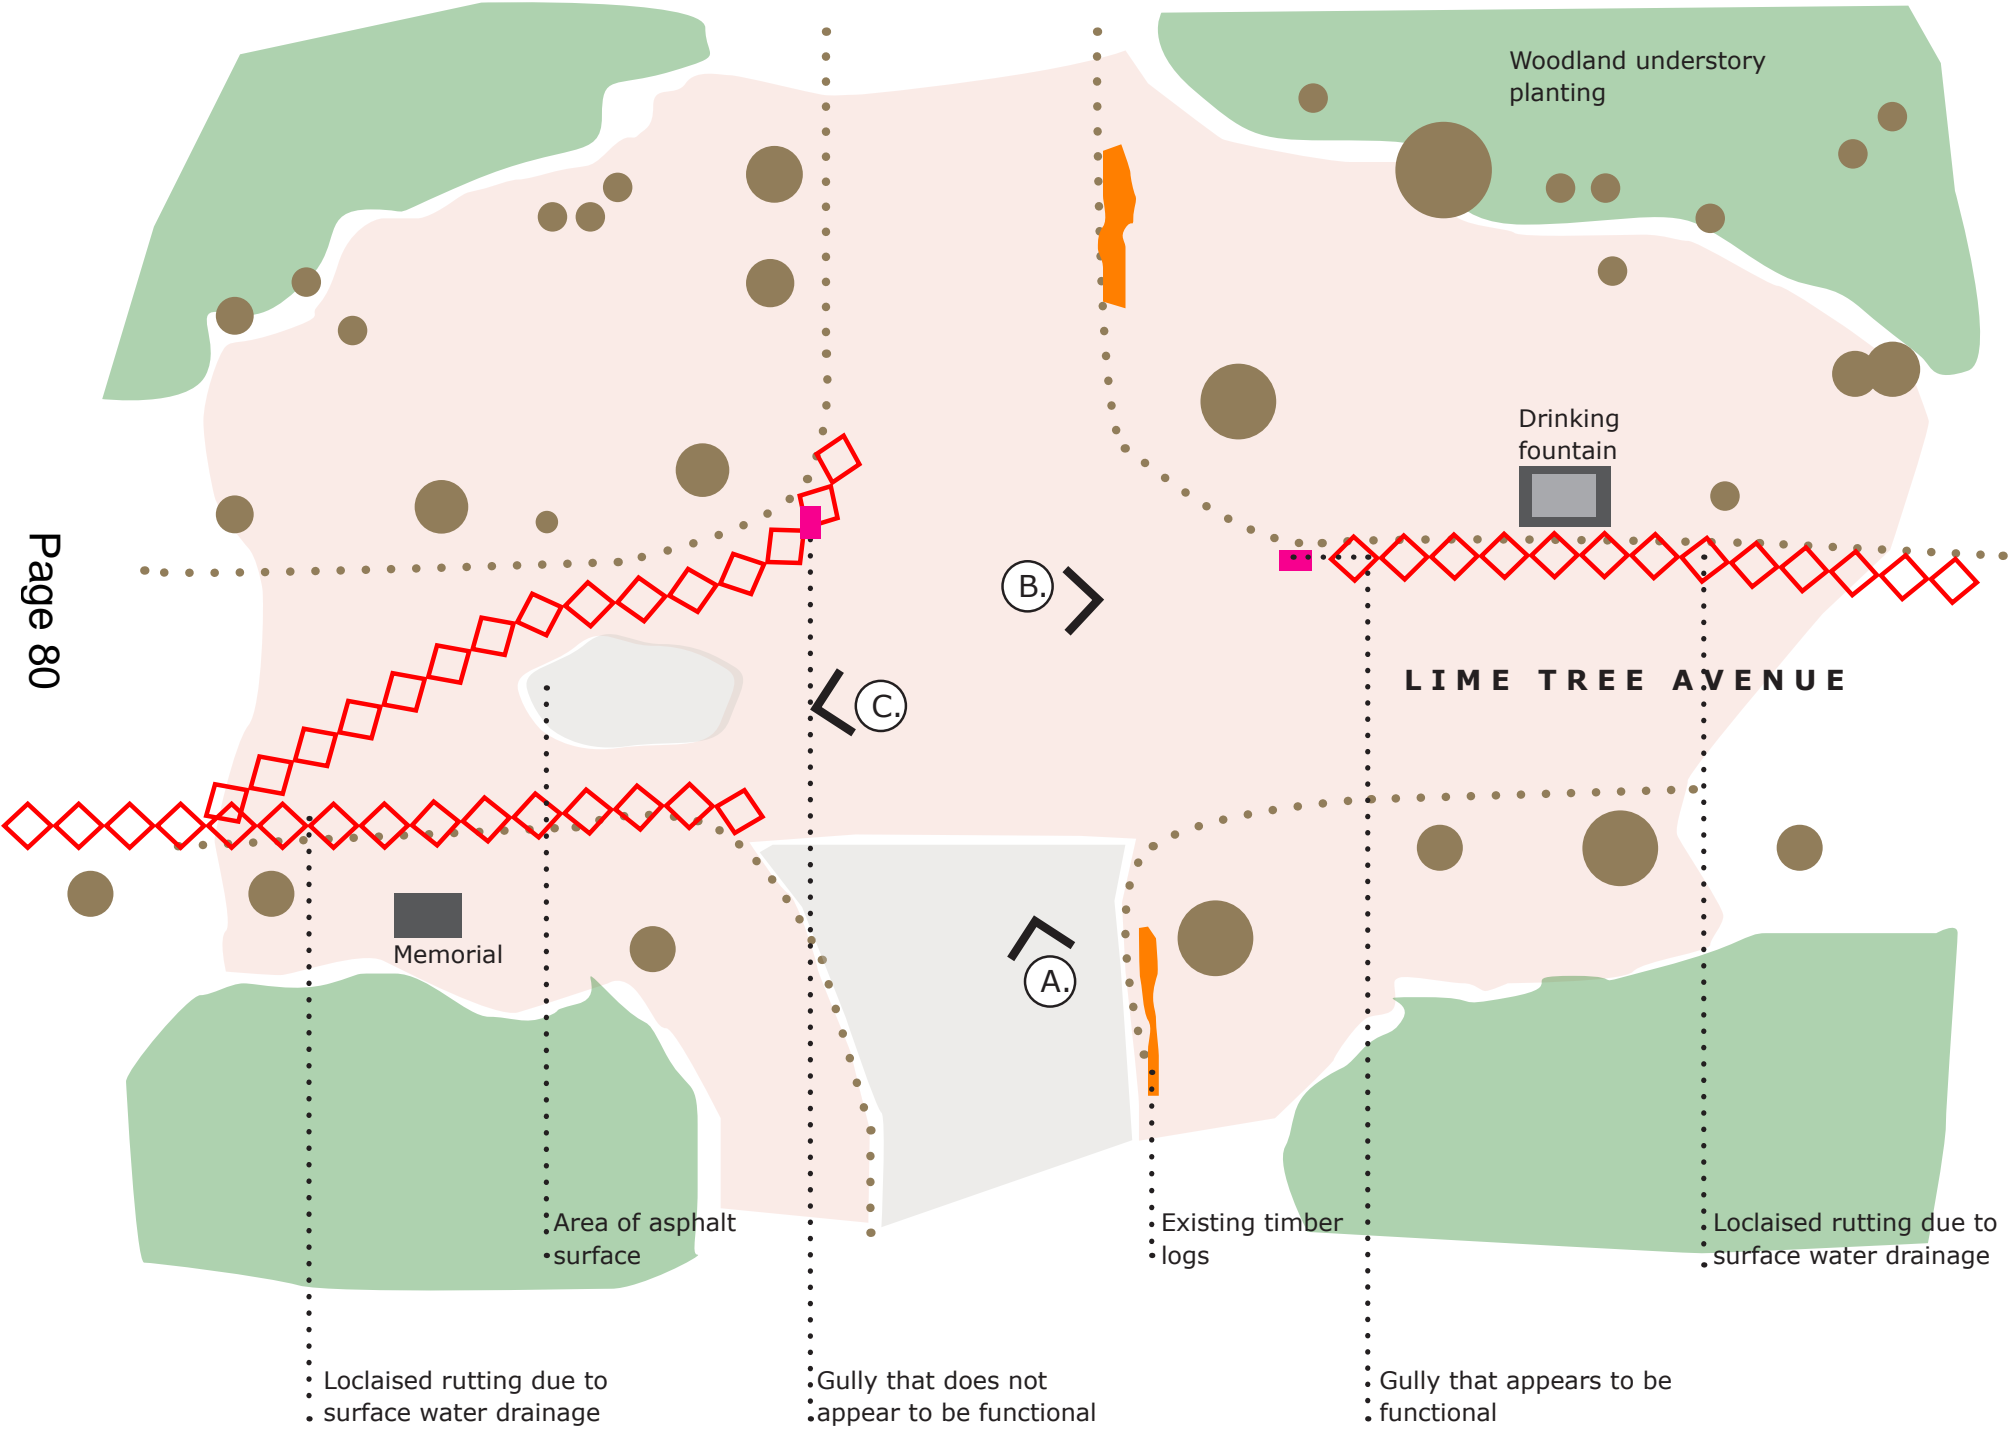 Woodland understory
planting
Drinking
fountain
Page 80
B.
LIME TREE AVENUE
C.
Memorial
A.
Area of asphalt
surface
Existing timber
logs
Loclaised rutting due to
surface water drainage
Loclaised rutting due to
surface water drainage
Gully that does not
appear to be functional
Gully that appears to be
functional